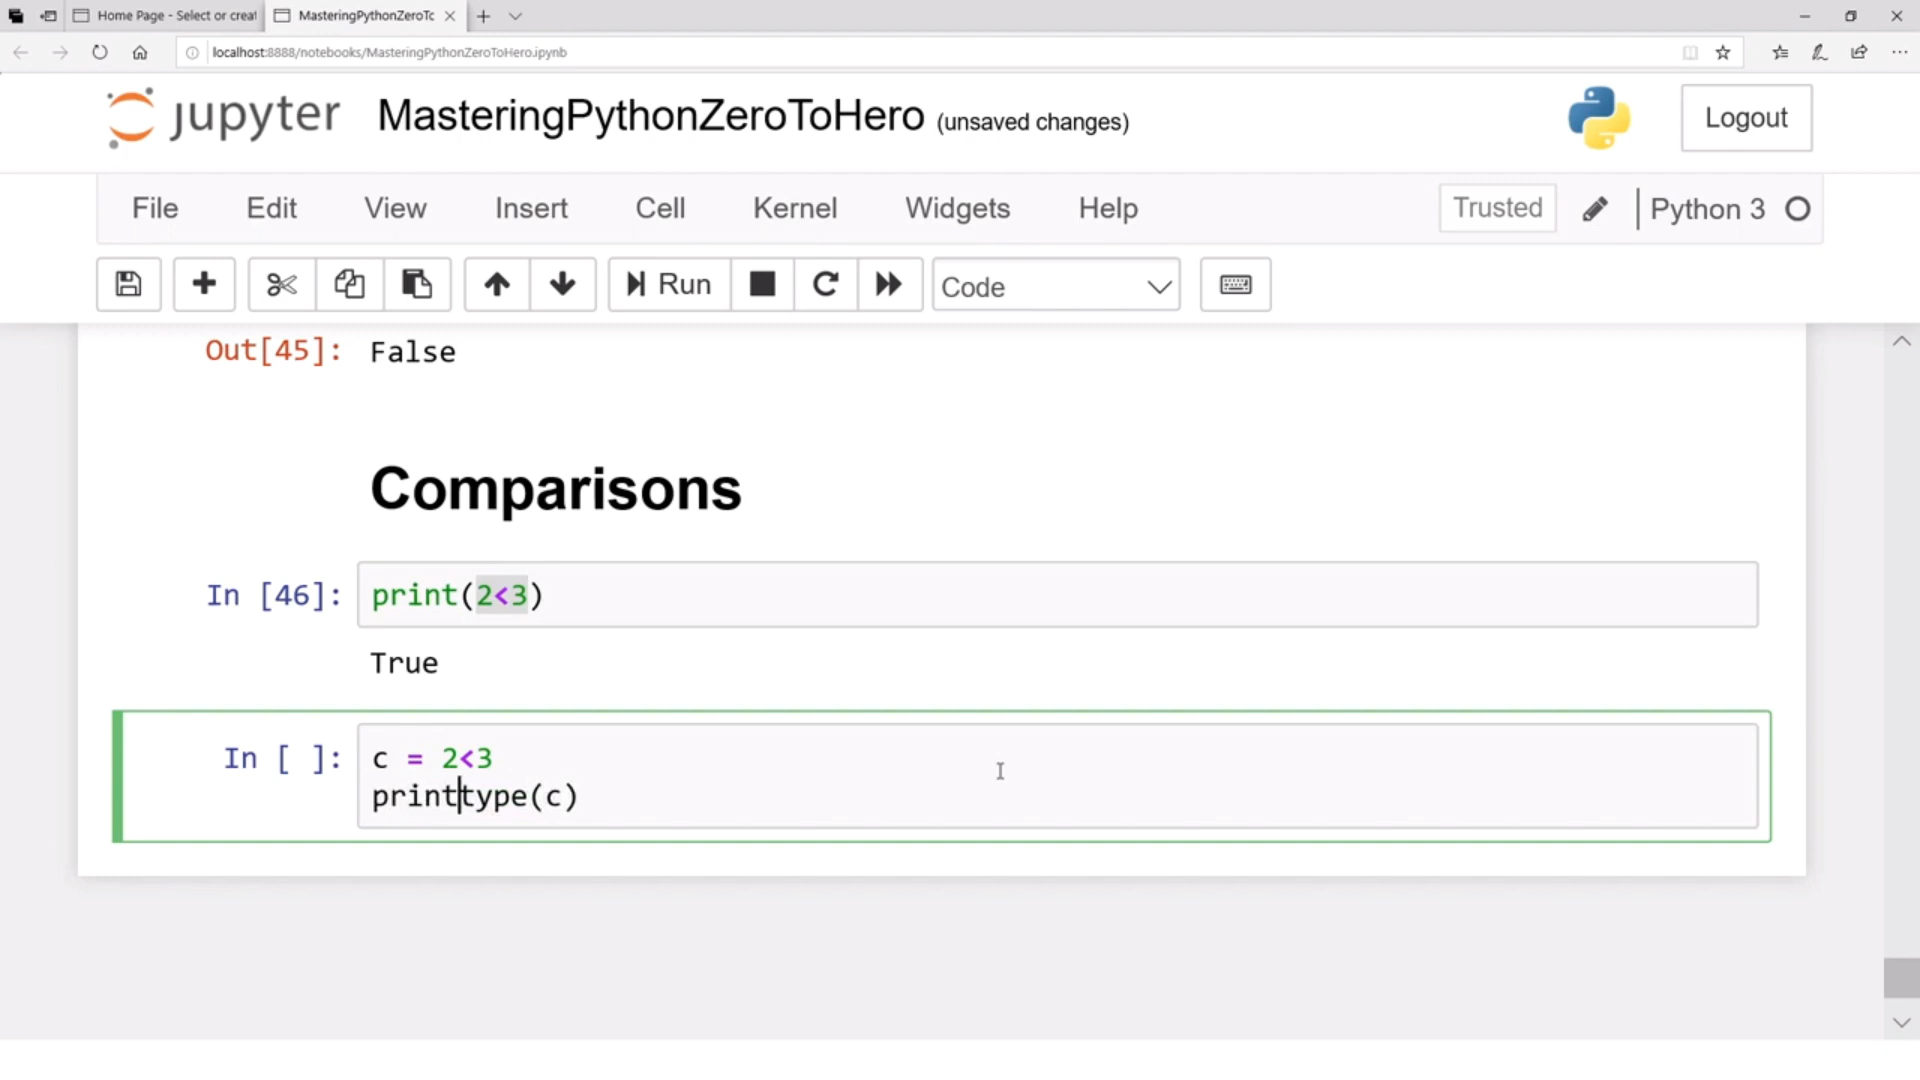 Home Page - Select or creat
MasteringPythonZeroTc
localhost:8888/notebooks/MasteringPythonZeroToHero.ipynb
jupyter MasteringPythonZeroToHero (unsaved changes)
Logout
File Edit View Insert Cell Kernel Widgets Help
Trusted
Python 3
Run
Code
Out[45]: False
Comparisons
In [46]: print(2<3)
True
In [ ]: c = 2<3
printtype(c)